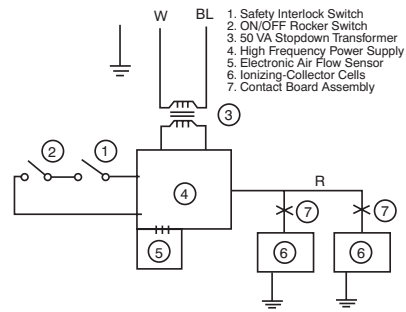 W
BL
1. Safety Interlock Switch
2. ON/OFF Rocker Switch
3. 50 VA Stopdown Transformer
4. High Frequency Power Supply
5. Electronic Air Flow Sensor
6. Ionizing-Collector Cells
7. Contact Board Assembly
3
2
1
4
R
7
7
5
6
6